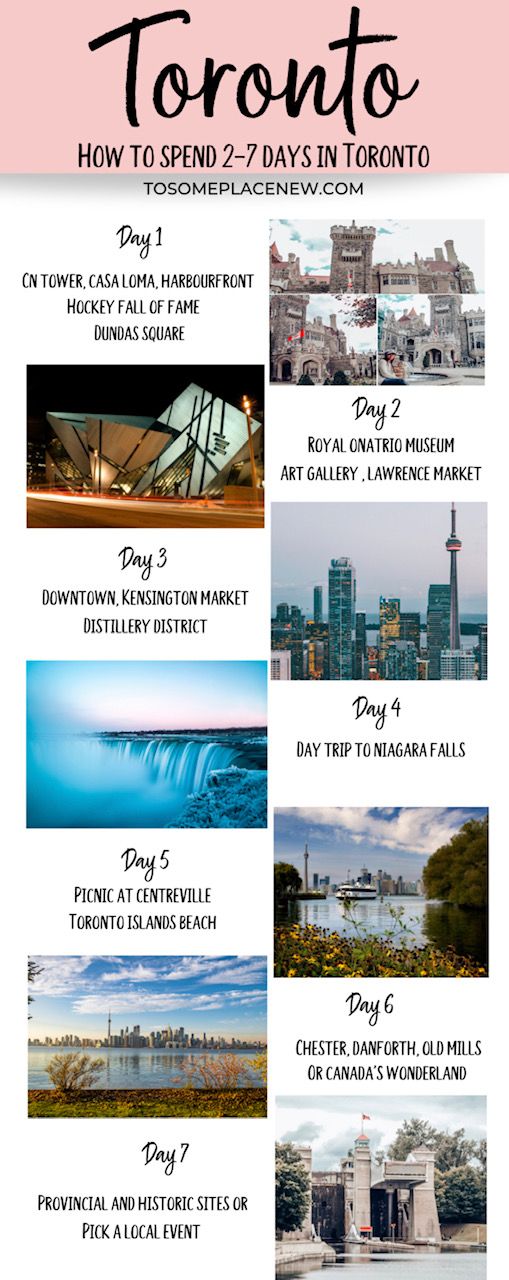 Toronto
How to spend 2-7 days in Toronto
TOSOMEPLACENEW.COM
Day 1
CN TOWER, CASA LOMA, HARBOURFRONT
HOCKEY FALL OF FAME
DUNDAS SQUARE
Day 2
ROYAL ONATRIO MUSEUM
ART GALLERY , LAWRENCE MARKET
Day 3
DOWNTOWN, KENSINGTON MARKET
DISTILLERY DISTRICT
Day 4
DAY TRIP TO NIAGARA FALLS
Day 5
PICNIC AT CENTREVILLE
TORONTO ISLANDS BEACH
Day 6
CHESTER, DANFORTH, OLD MILLS
OR CANADA'S WONDERLAND
Day 7
PROVINCIAL AND HISTORIC SITES OR
PICK A LOCAL EVENT